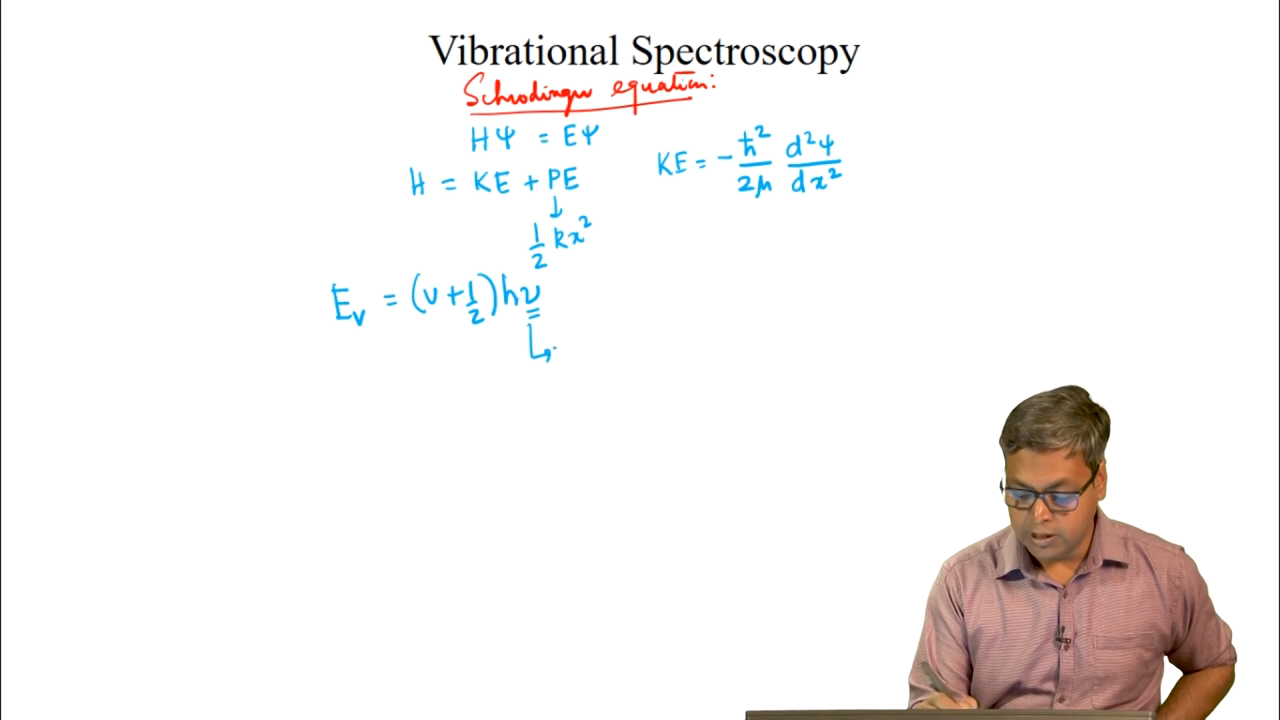 Vibrational Spectroscopy
Schrodinger equation:
HΨ = EΨ
H = KE + PE
KE = - ħ²/2μ d²Ψ/dx²
↓
1/2 kx²
E_v = (v + 1/2) hν
↳